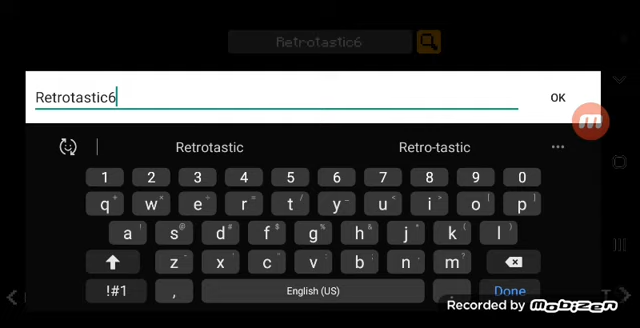 Retrotastic6
Retrotastic6
OK
Retrotastic
Retro-tastic
1 2 3 4 5 6 7 8 9 0
q w e r t y u i o p
a s d f g h j k l
z x c v b n m
!#1 , English (US) . Done
Recorded by mobizen